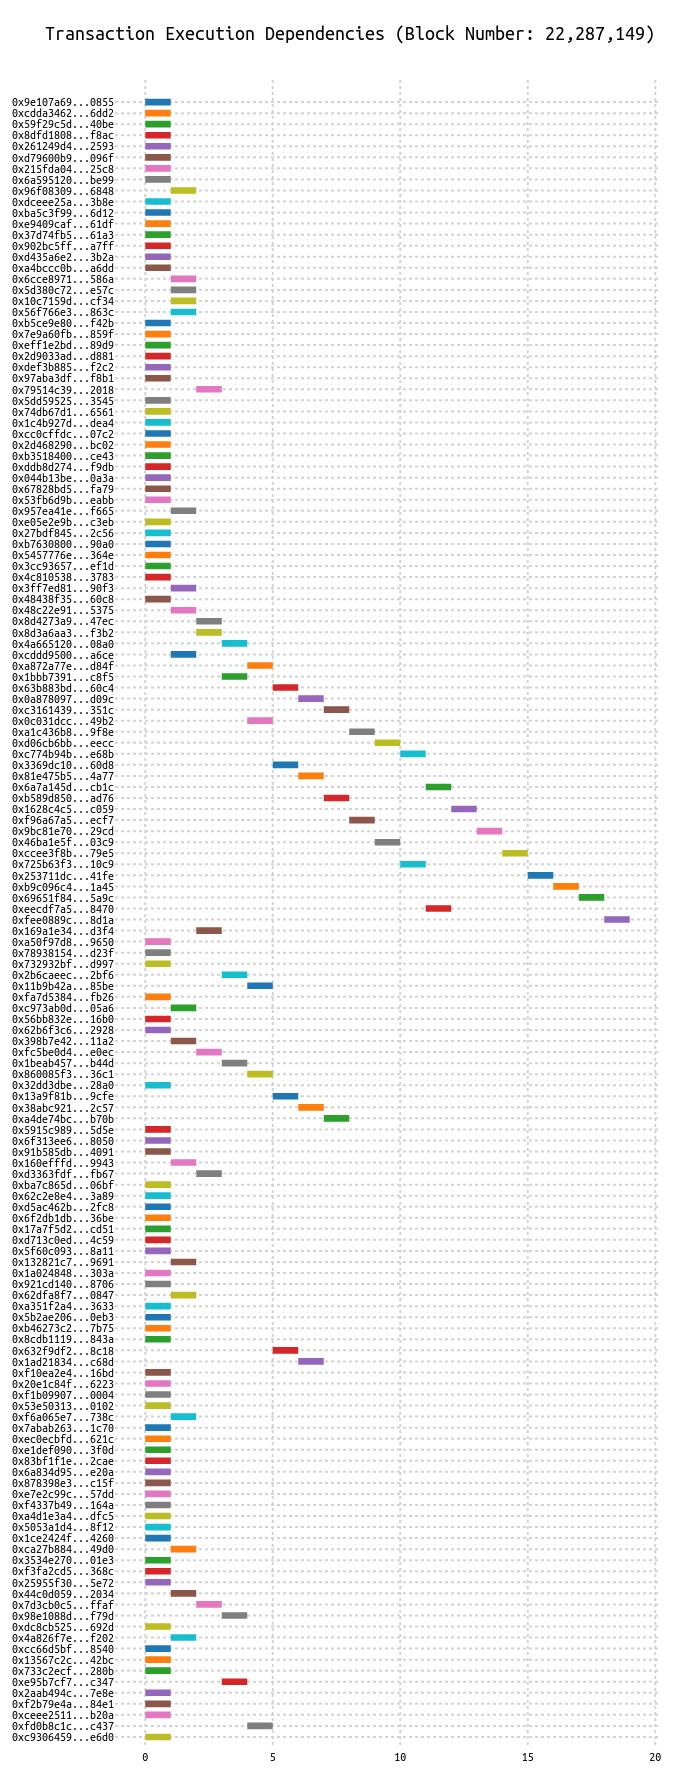 Transaction Execution Dependencies (Block Number: 22,287,149)
0x9e107a69...0855
0xcdda3462...6dd2
0x59f29c5d...40be
0x8dfd1808...f8ac
0x261249d4...2593
0xd79600b9...096f
0x215fda04...25c8
0x6a595120...be99
0x96f08309...6848
0xdceee25a...3b8e
0xba5c3f99...6d12
0xe9409caf...61df
0x37d74fb5...61a3
0x902bc5ff...a7ff
0xd435a6e2...3b2a
0xa4bccc0b...a6dd
0x6cce8971...586a
0x5d380c72...e57c
0x10c7159d...cf34
0x56f766e3...863c
0xb5ce9e80...f42b
0x7e9a60fb...859f
0xeff1e2bd...89d9
0x2d9033ad...d881
0xdef3b885...f2c2
0x97aba3df...f8b1
0x79514c39...2018
0x5dd59525...3545
0x74db67d1...6561
0x1c4b927d...dea4
0xcc0cffdc...07c2
0x2d468290...bc02
0xb3518400...ce43
0xddb8d274...f9db
0x044b13be...0a3a
0x67828bd5...fa79
0x53fb6d9b...eabb
0x957ea41e...f665
0xe05e2e9b...c3eb
0x27bdf845...2c56
0xb7630800...90a0
0x5457776e...364e
0x3cc93657...ef1d
0x4c810538...3783
0x3ff7ed81...90f3
0x48438f35...60c8
0x48c22e91...5375
0x8d4273a9...47ec
0x8d3a6aa3...f3b2
0x4a665120...08a0
0xcddd9500...a6ce
0xa872a77e...d84f
0x1bbb7391...c8f5
0x63b883bd...60c4
0x0a878097...d09c
0xc3161439...351c
0x0c031dcc...49b2
0xa1c436b8...9f8e
0xd06cb6bb...eecc
0xc774b94b...e68b
0x3369dc10...60d8
0x81e475b5...4a77
0x6a7a145d...cb1c
0xb589d850...ad76
0x1628c4c5...c059
0xf96a67a5...ecf7
0x9bc81e70...29cd
0x46ba1e5f...03c9
0xccee3f8b...79e5
0x725b63f3...10c9
0x253711dc...41fe
0xb9c096c4...1a45
0x69651f84...5a9c
0xeecdf7a5...8470
0xfee0889c...8d1a
0x169a1e34...d3f4
0xa50f97d8...9650
0x78938154...d23f
0x732932bf...d997
0x2b6caeec...2bf6
0x11b9b42a...85be
0xfa7d5384...fb26
0xc973ab0d...05a6
0x56bb832e...16b0
0x62b6f3c6...2928
0x398b7e42...11a2
0xfc5be0d4...e0ec
0x1beab457...b44d
0x860085f3...36c1
0x32dd3dbe...28a0
0x13a9f81b...9cfe
0x38abc921...2c57
0xa4de74bc...b70b
0x5915c989...5d5e
0x6f313ee6...8050
0x91b585db...4091
0x160efffd...9943
0xd3363fdf...fb67
0xba7c865d...06bf
0x62c2e8e4...3a89
0xd5ac462b...2fc8
0x6f2db1db...36be
0x17a7f5d2...cd51
0xd713c0ed...4c59
0x5f60c093...8a11
0x132821c7...9691
0x1a024848...303a
0x921cd140...8706
0x62dfa8f7...0847
0xa351f2a4...3633
0x5b2ae206...0eb3
0xb46273c2...7b75
0x8cdb1119...843a
0x632f9df2...8c18
0x1ad21834...c68d
0xf10ea2e4...16bd
0x20e1c84f...6223
0xf1b09907...0004
0x53e50313...0102
0xf6a065e7...738c
0x7abab263...1c70
0xec0ecbfd...621c
0xe1def090...3f0d
0x83bf1f1e...2cae
0x6a834d95...e20a
0x878398e3...c15f
0xe7e2c99c...57dd
0xf4337b49...164a
0xa4d1e3a4...dfc5
0x5053a1d4...8f12
0x1ce2424f...4260
0xca27b884...49d0
0x3534e270...01e3
0xf3fa2cd5...368c
0x25955f30...5e72
0x44c0d059...2034
0x7d3cb0c5...ffaf
0x98e1088d...f79d
0xdc8cb525...692d
0x4a826f7e...f202
0xcc66d5bf...8540
0x13567c2c...42bc
0x733c2ecf...280b
0xe95b7cf7...c347
0x2aab494c...7e8e
0xf2b79e4a...84e1
0xceee2511...b20a
0xfd0b8c1c...c437
0xc9306459...e6d0
0 5 10 15 20